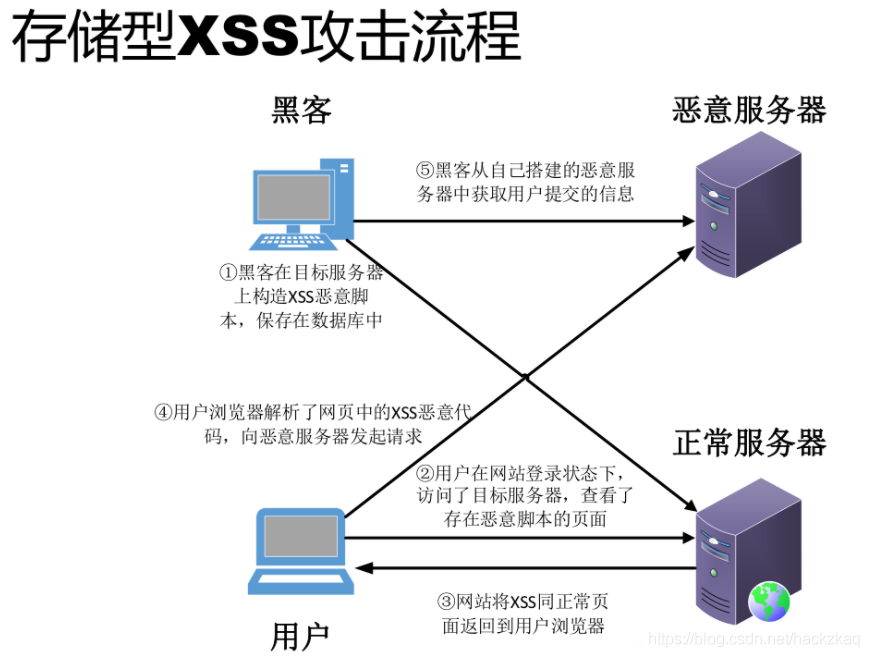 存储型XSS攻击流程
黑客
恶意服务器
⑤黑客从自己搭建的恶意服
务器中获取用户提交的信息
①黑客在目标服务器
上构造XSS恶意脚
本，保存在数据库中
④用户浏览器解析了网页中的XSS恶意代
码，向恶意服务器发起请求
正常服务器
②用户在网站登录状态下，
访问了目标服务器，查看了
存在恶意脚本的页面
③网站将XSS同正常页
面返回到用户浏览器
用户
https://blog.csdn.net/hackzkaq